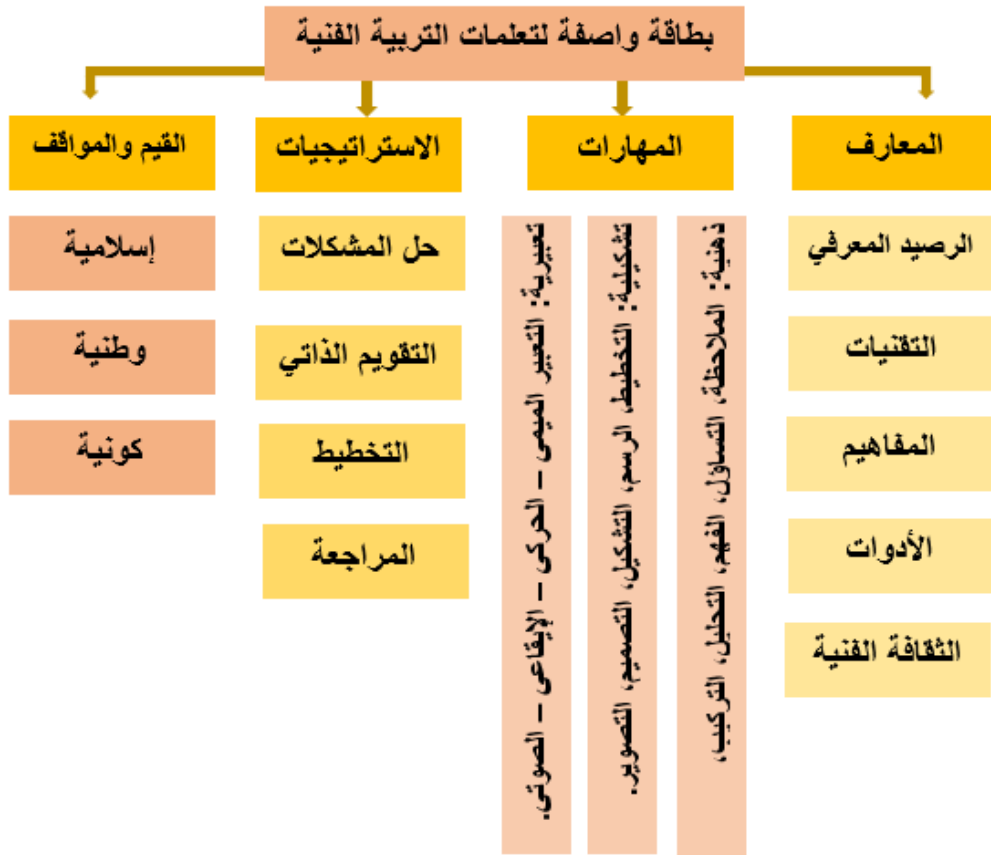 بطاقة واصفة لتعلمات التربية الفنية
المعارف
الرصيد المعرفي
التقنيات
المفاهيم
الأدوات
الثقافة الفنية
المهارات
ذهنية: الملاحظة، التساؤل، الفهم، التحليل، التركيب،
تشكيلية: التخطيط، الرسم، التشكيل، التصميم، التصوير.
تعبيرية: التعبير الميمي – الحركي – الإيقاعي – الصوتي.
الاستراتيجيات
حل المشكلات
التقويم الذاتي
التخطيط
المراجعة
القيم والمواقف
إسلامية
وطنية
كونية